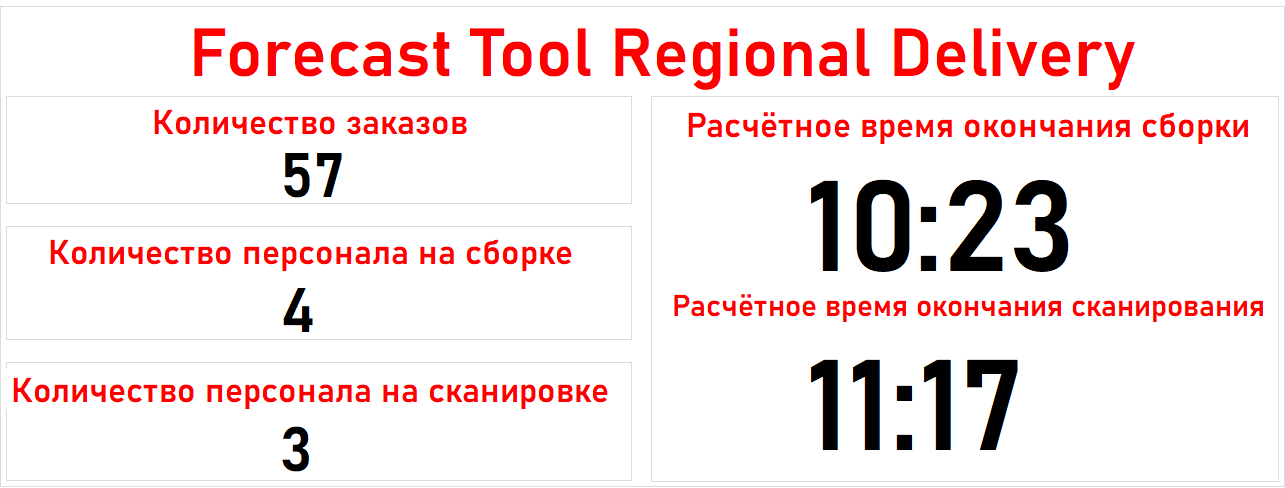 Forecast Tool Regional Delivery
Количество заказов
57
Количество персонала на сборке
4
Количество персонала на сканировке
3
Расчётное время окончания сборки
10:23
Расчётное время окончания сканирования
11:17